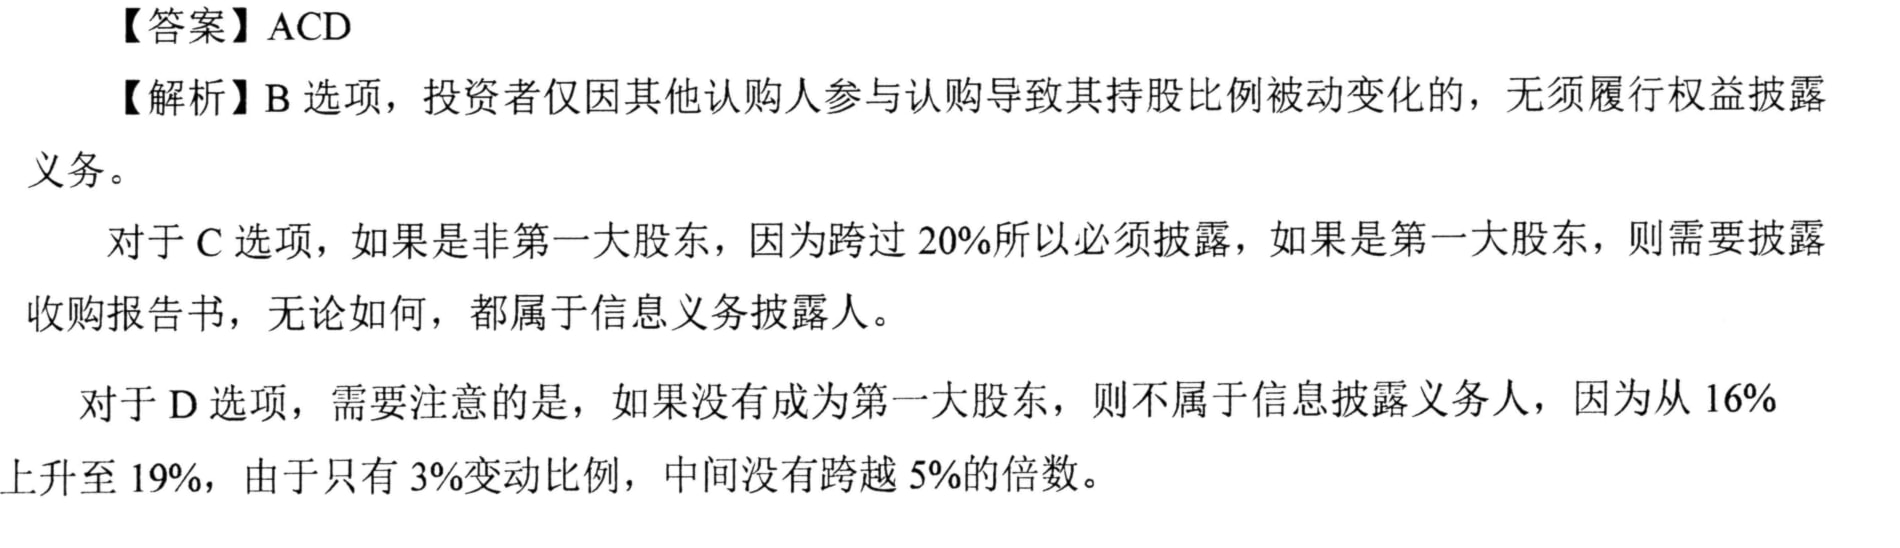 【答案】ACD
【解析】B 选项，投资者仅因其他认购人参与认购导致其持股比例被动变化的，无须履行权益披露
义务。
对于 C 选项，如果是非第一大股东，因为跨过 20%所以必须披露，如果是第一大股东，则需要披露
收购报告书，无论如何，都属于信息义务披露人。
对于 D 选项，需要注意的是，如果没有成为第一大股东，则不属于信息披露义务人，因为从 16%
上升至 19%，由于只有 3%变动比例，中间没有跨越 5%的倍数。